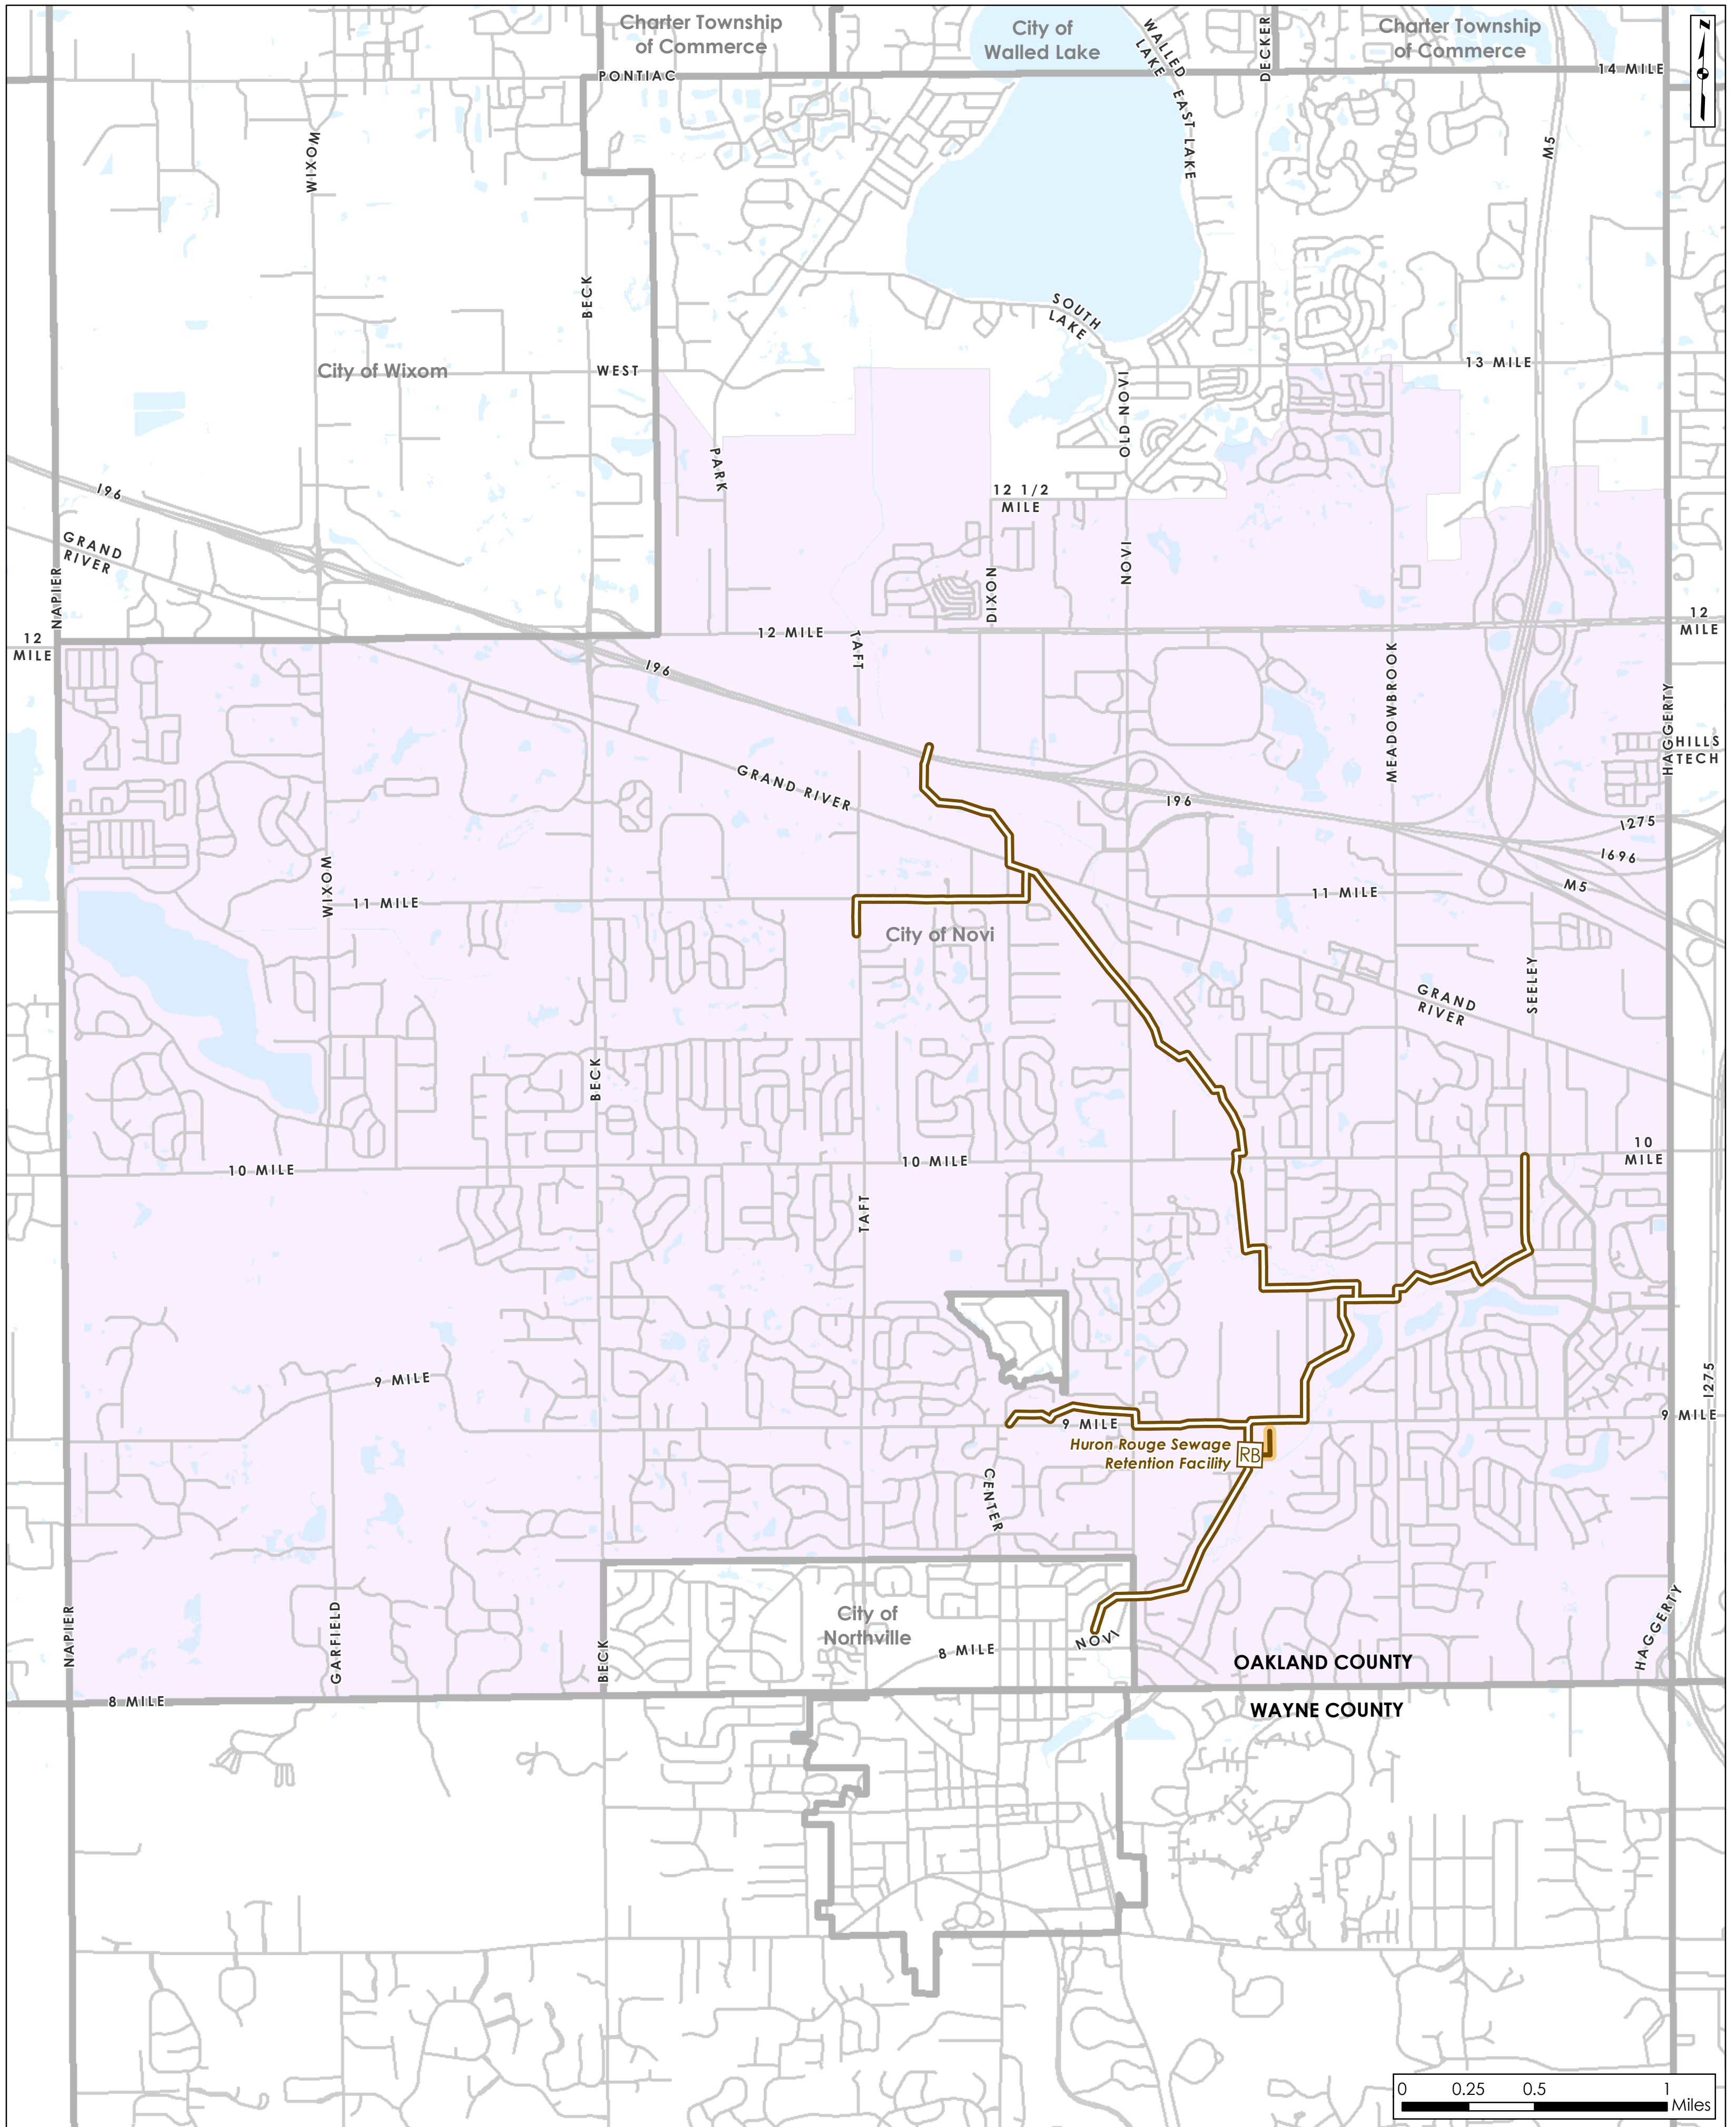 Charter Township
of Commerce
City of
Walled Lake
WALLED
LAKE
DECKER
Charter Township
of Commerce
N
PONTIAC
14 MILE
EAST LAKE
M5
WIXOM
BECK
SOUTH
LAKE
City of Wixom
WEST
13 MILE
OLD NOVI
PARK
I96
12 1/2
MILE
GRAND
RIVER
NOVI
DIXON
NAPIER
12
MILE
12 MILE
TAFT
12
MILE
I96
MEADOWBROOK
HAGGERTY
HILLS
TECH
GRAND RIVER
I96
I275
I696
M5
WIXOM
11 MILE
11 MILE
City of Novi
SEELEY
GRAND
RIVER
BECK
10 MILE
10 MILE
10
MILE
TAFT
9 MILE
I275
9 MILE
9 MILE
Huron Rouge Sewage
Retention Facility
RB
CENTER
NAPIER
GARFIELD
BECK
City of
Northville
8 MILE
NOVI
HAGGERTY
OAKLAND COUNTY
8 MILE
WAYNE COUNTY
0 0.25 0.5 1
Miles